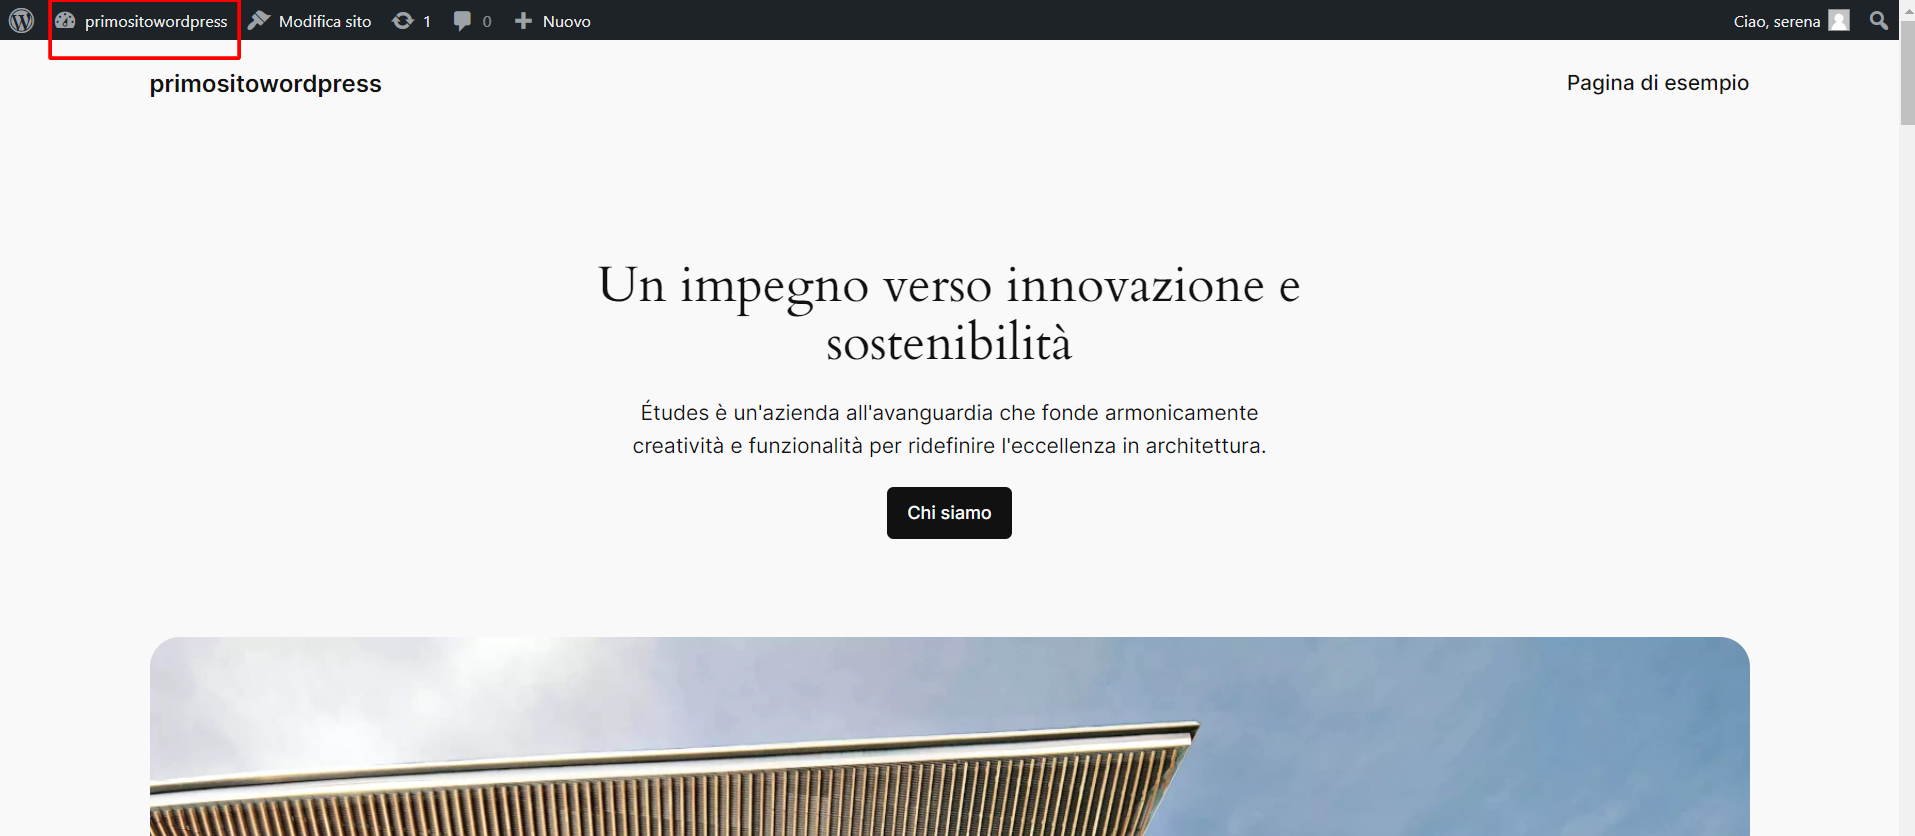 primositowordpress Modifica sito 1 0 Nuovo Ciao, serena
primositowordpress Pagina di esempio
Un impegno verso innovazione e
sostenibilità
Études è un'azienda all'avanguardia che fonde armonicamente
creatività e funzionalità per ridefinire l'eccellenza in architettura.
Chi siamo